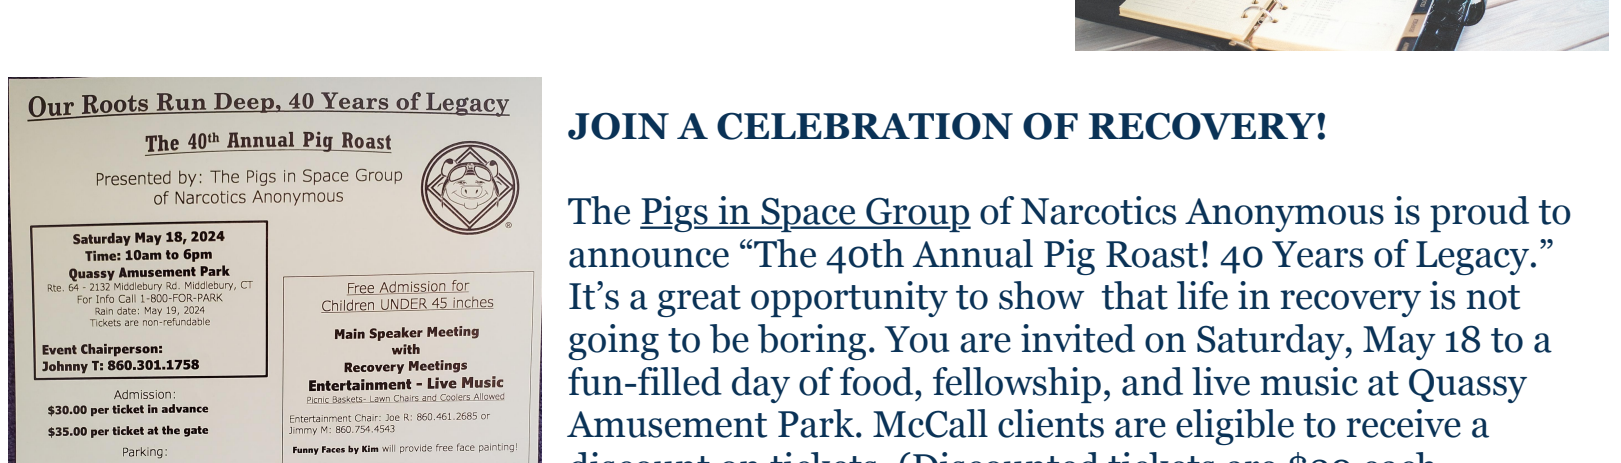 Our Roots Run Deep, 40 Years of Legacy
The 40th Annual Pig Roast
Presented by: The Pigs in Space Group
of Narcotics Anonymous
®
Saturday May 18, 2024
Time: 10am to 6pm
Quassy Amusement Park
Rte. 64 - 2132 Middlebury Rd. Middlebury, CT
For Info Call 1-800-FOR-PARK
Rain date: May 19, 2024
Tickets are non-refundable
Event Chairperson:
Johnny T: 860.301.1758
Admission:
$30.00 per ticket in advance
$35.00 per ticket at the gate
Parking:
Free Admission for
Children UNDER 45 inches
Main Speaker Meeting
with
Recovery Meetings
Entertainment - Live Music
Picnic Baskets- Lawn Chairs and Coolers Allowed
Entertainment Chair: Joe R: 860.461.2685 or
Jimmy M: 860.754.4543
Funny Faces by Kim will provide free face painting!
JOIN A CELEBRATION OF RECOVERY!
The Pigs in Space Group of Narcotics Anonymous is proud to
announce “The 40th Annual Pig Roast! 40 Years of Legacy.”
It’s a great opportunity to show  that life in recovery is not
going to be boring. You are invited on Saturday, May 18 to a
fun-filled day of food, fellowship, and live music at Quassy
Amusement Park. McCall clients are eligible to receive a
discount on tickets. (Discounted tickets are each